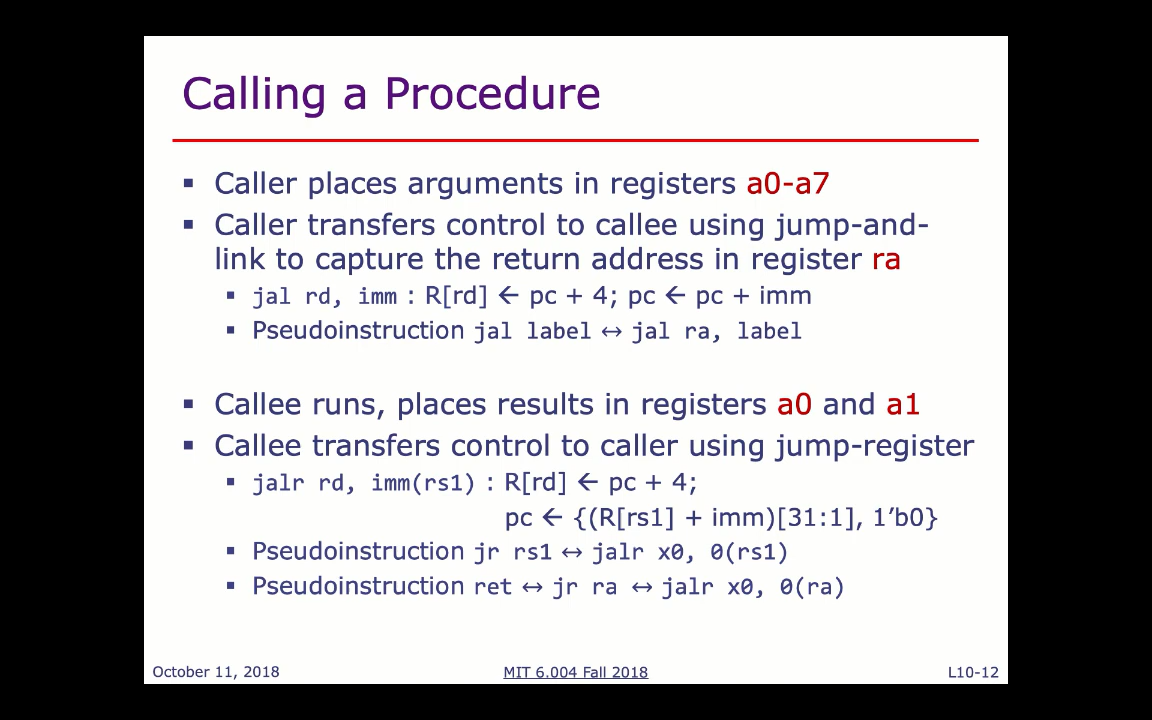 Calling a Procedure
▪ Caller places arguments in registers a0-a7
▪ Caller transfers control to callee using jump-and-
link to capture the return address in register ra
▪ jal rd, imm : R[rd] ← pc + 4; pc ← pc + imm
▪ Pseudoinstruction jal label ↔ jal ra, label
▪ Callee runs, places results in registers a0 and a1
▪ Callee transfers control to caller using jump-register
▪ jalr rd, imm(rs1) : R[rd] ← pc + 4;
pc ← {(R[rs1] + imm)[31:1], 1’b0}
▪ Pseudoinstruction jr rs1 ↔ jalr x0, 0(rs1)
▪ Pseudoinstruction ret ↔ jr ra ↔ jalr x0, 0(ra)
October 11, 2018 MIT 6.004 Fall 2018 L10-12